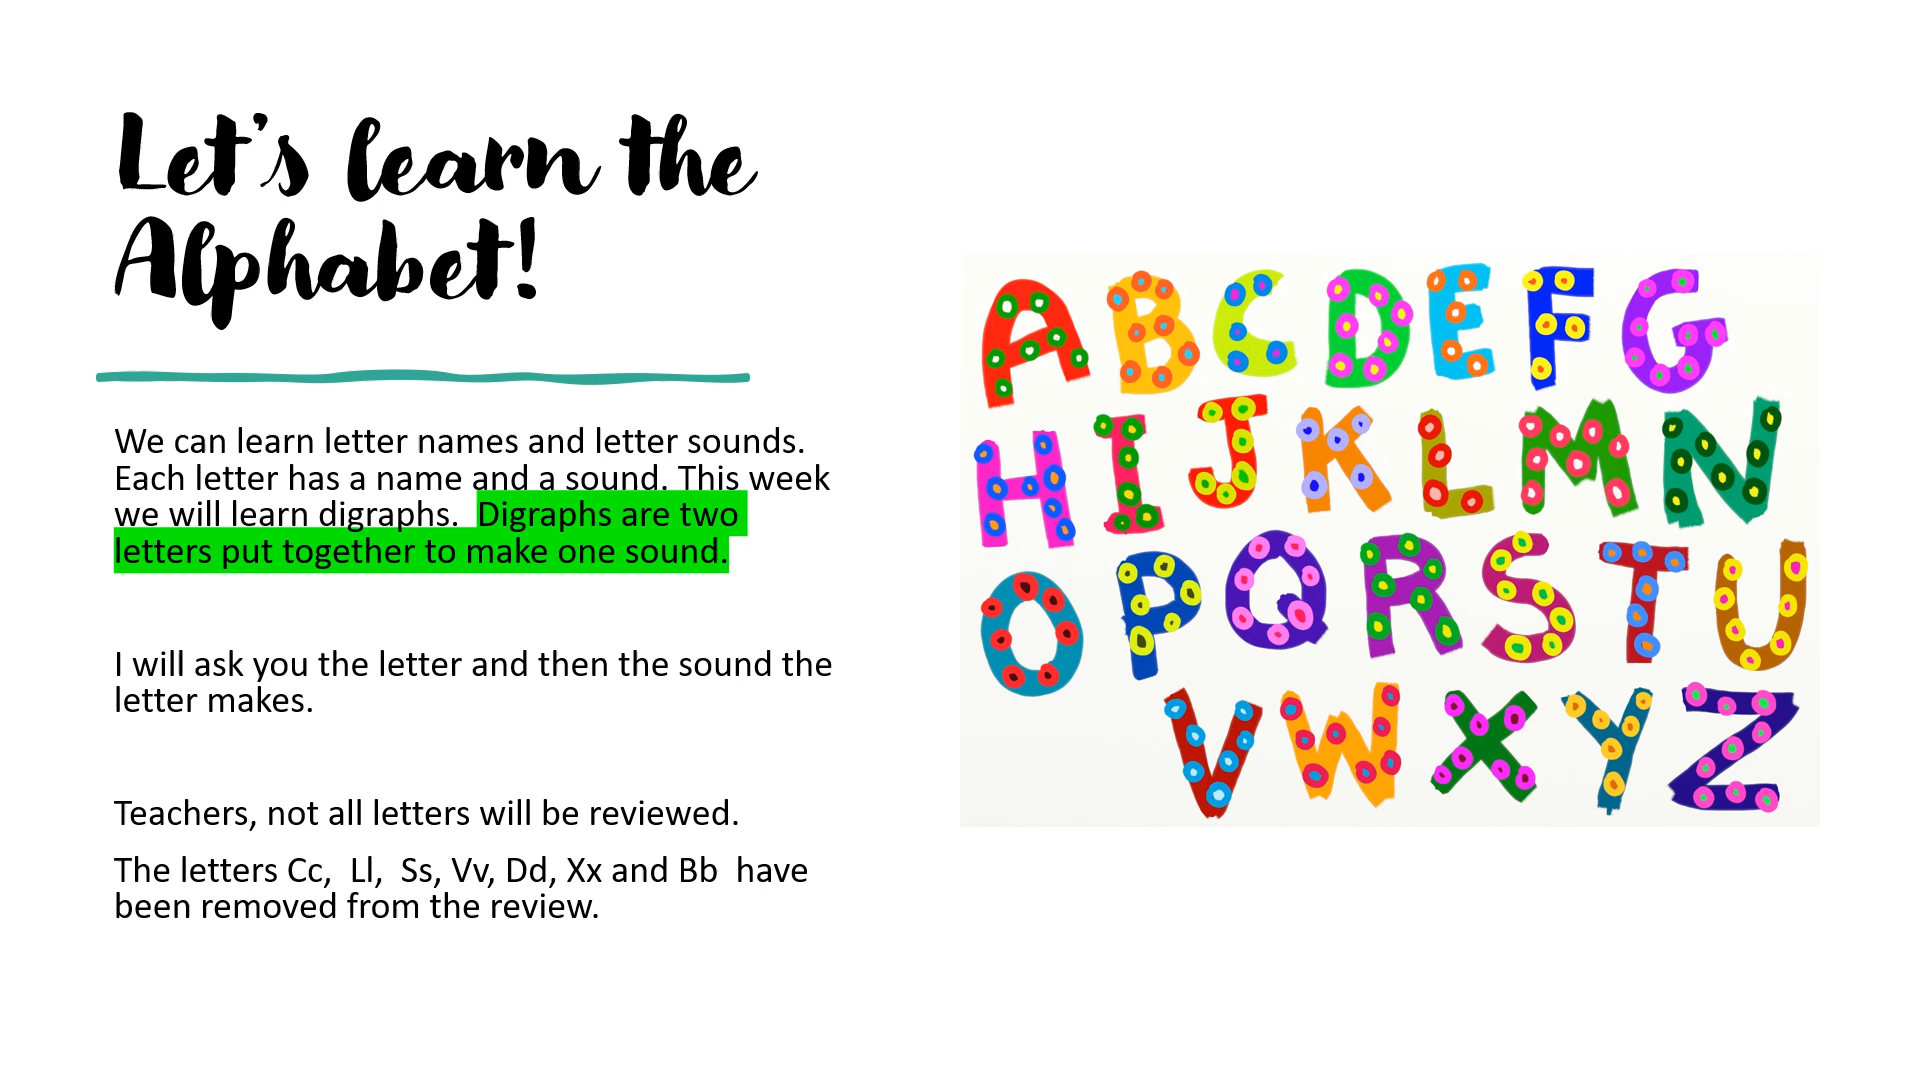 Let's learn the
Alphabet!
We can learn letter names and letter sounds.
Each letter has a name and a sound. This week
we will learn digraphs.  Digraphs are two
letters put together to make one sound.
I will ask you the letter and then the sound the
letter makes.
Teachers, not all letters will be reviewed.
The letters Cc,  Ll,  Ss, Vv, Dd, Xx and Bb  have
been removed from the review.
A B C D E F G
H I J K L M N
O P Q R S T U
V W X Y Z